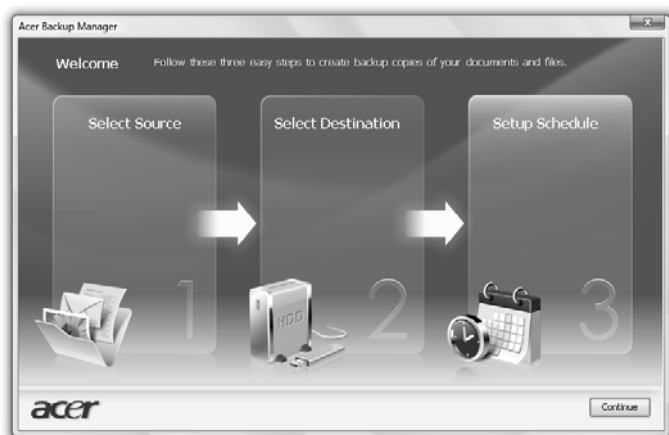 Acer Backup Manager
Welcome
Follow these three easy steps to create backup copies of your documents and files.
Select Source
Select Destination
Setup Schedule
1
HDD
2
3
acer
Continue